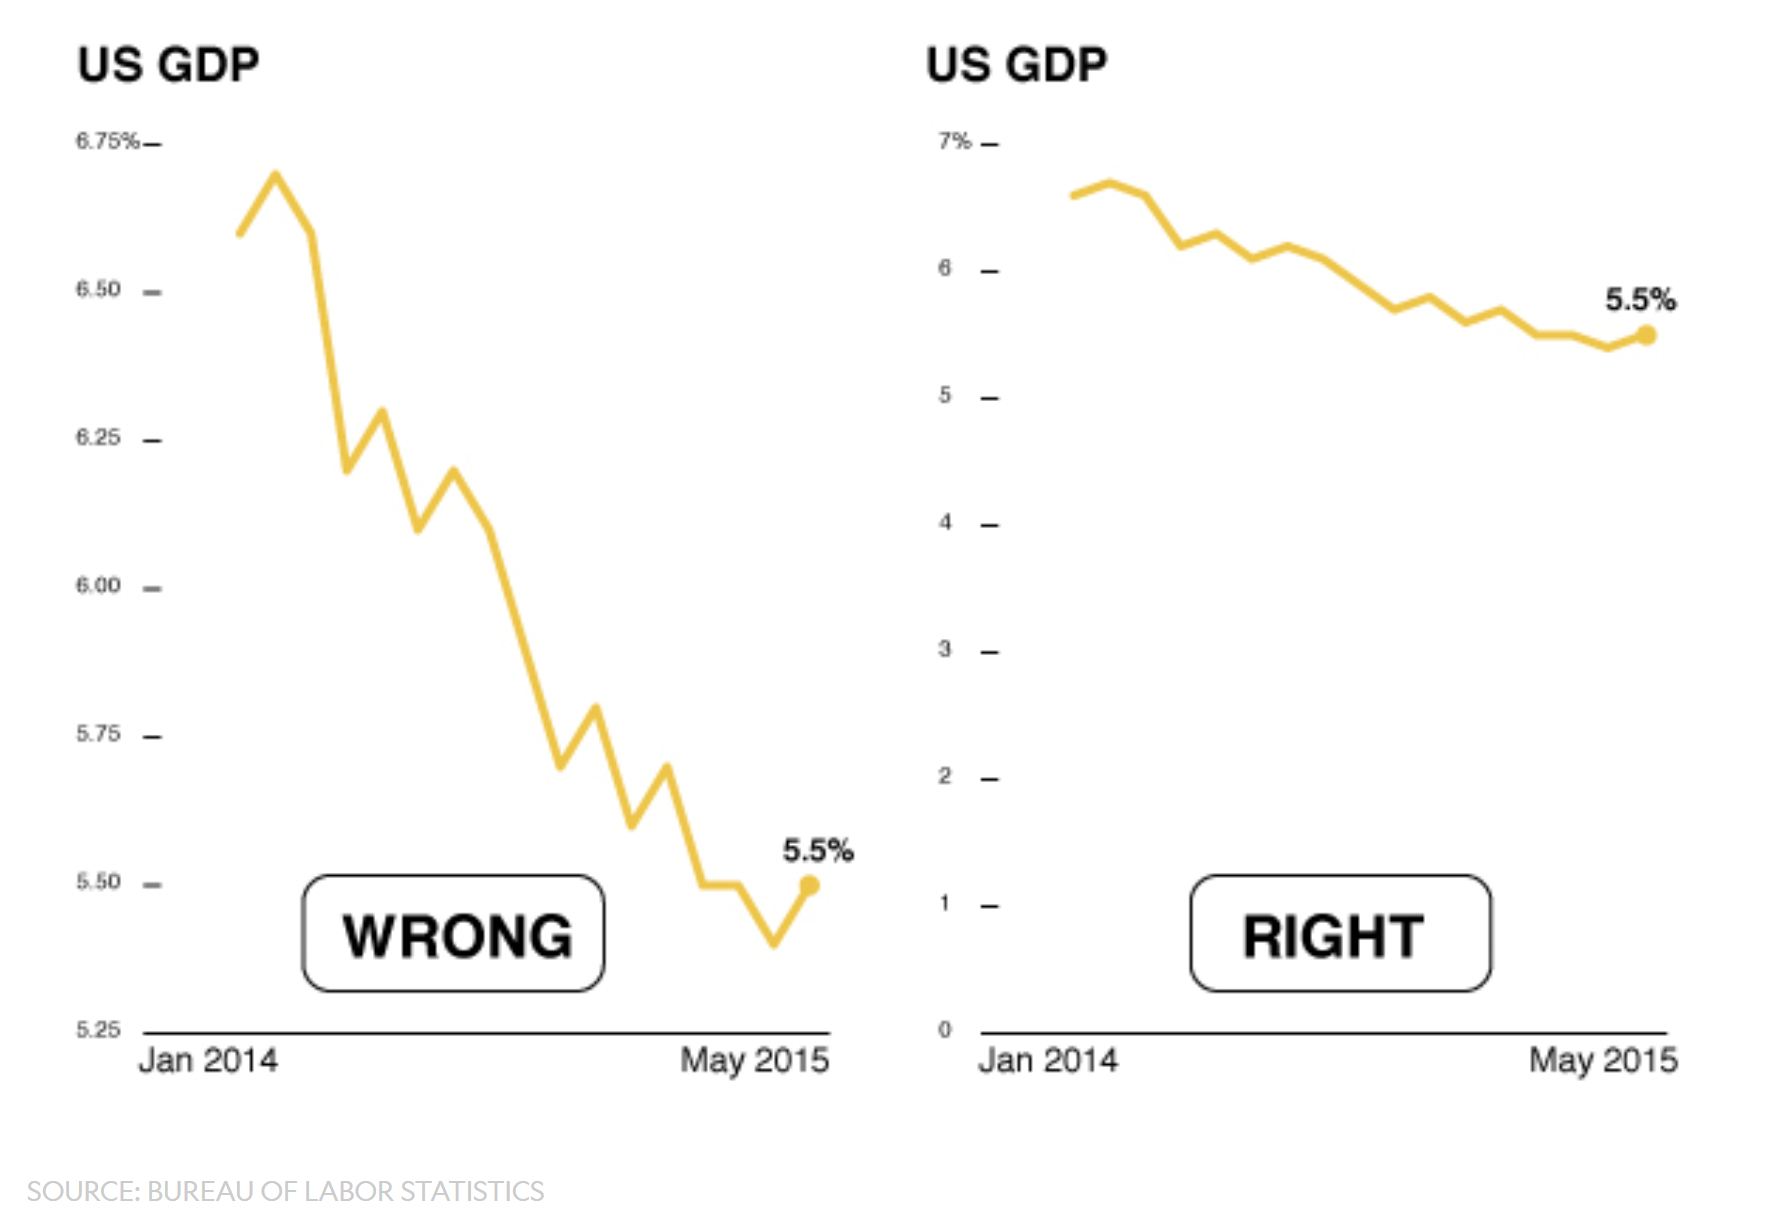 US GDP
6.75%
6.50
6.25
6.00
5.75
5.50
5.25
5.5%
WRONG
Jan 2014
May 2015
US GDP
7%
6
5
4
3
2
1
0
5.5%
RIGHT
Jan 2014
May 2015
SOURCE: BUREAU OF LABOR STATISTICS